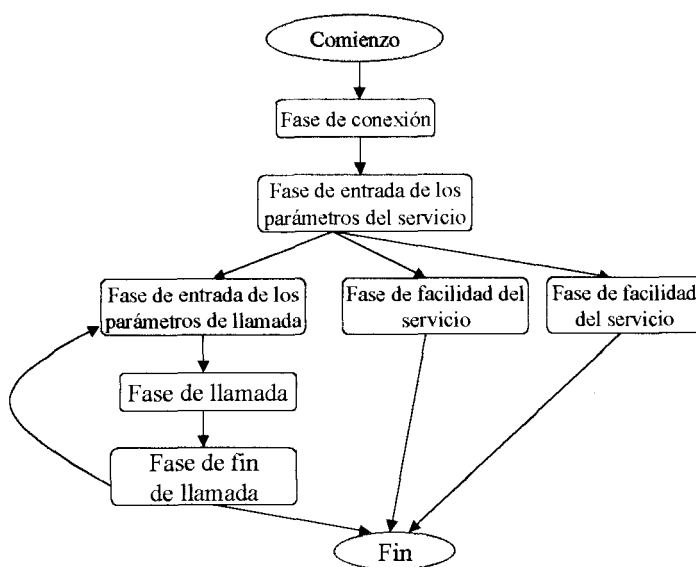 Comienzo
Fase de conexión
Fase de entrada de los
parámetros del servicio
Fase de entrada de los
parámetros de llamada
Fase de facilidad del
servicio
Fase de facilidad
del servicio
Fase de llamada
Fase de fin
de llamada
Fin